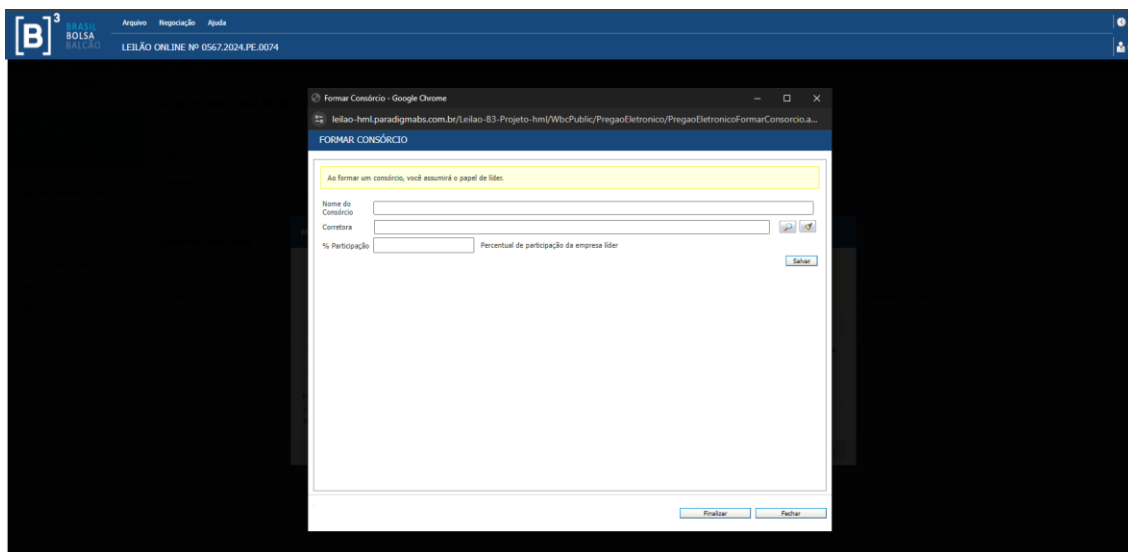 [B]³
BRASIL
BOLSA
BALCÃO
Arquivo Negociação Ajuda
LEILÃO ONLINE Nº 0567.2024.PE.0074
Formar Consórcio - Google Chrome
leilao-hml.paradigmabs.com.br/Leilao-B3-Projeto-hml/WbcPublic/PregaoEletronico/PregaoEletronicoFormarConsorcio.a...
FORMAR CONSÓRCIO
Ao formar um consórcio, você assumirá o papel de líder.
Nome do
Consórcio
Corretora
% Participação Percentual de participação da empresa líder
Salvar
Finalizar Fechar